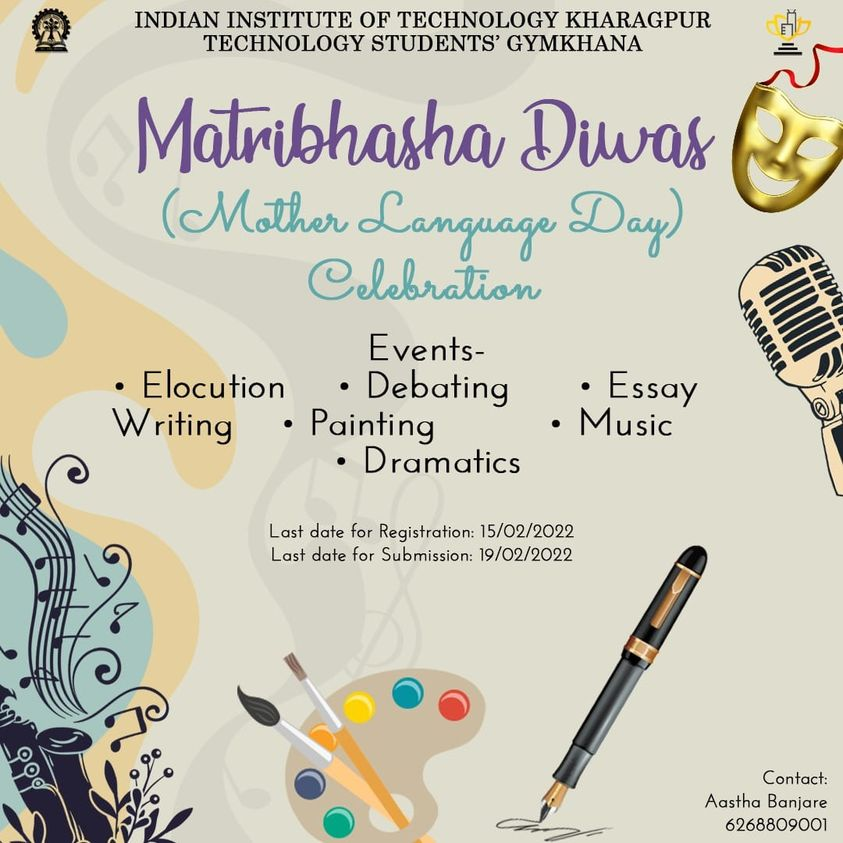 INDIAN INSTITUTE OF TECHNOLOGY KHARAGPUR
TECHNOLOGY STUDENTS' GYMKHANA
Matribhasha Diwas
(Mother Language Day)
Celebration
Events-
• Elocution • Debating • Essay
Writing • Painting • Music
• Dramatics
Last date for Registration: 15/02/2022
Last date for Submission: 19/02/2022
Contact:
Aastha Banjare
6268809001